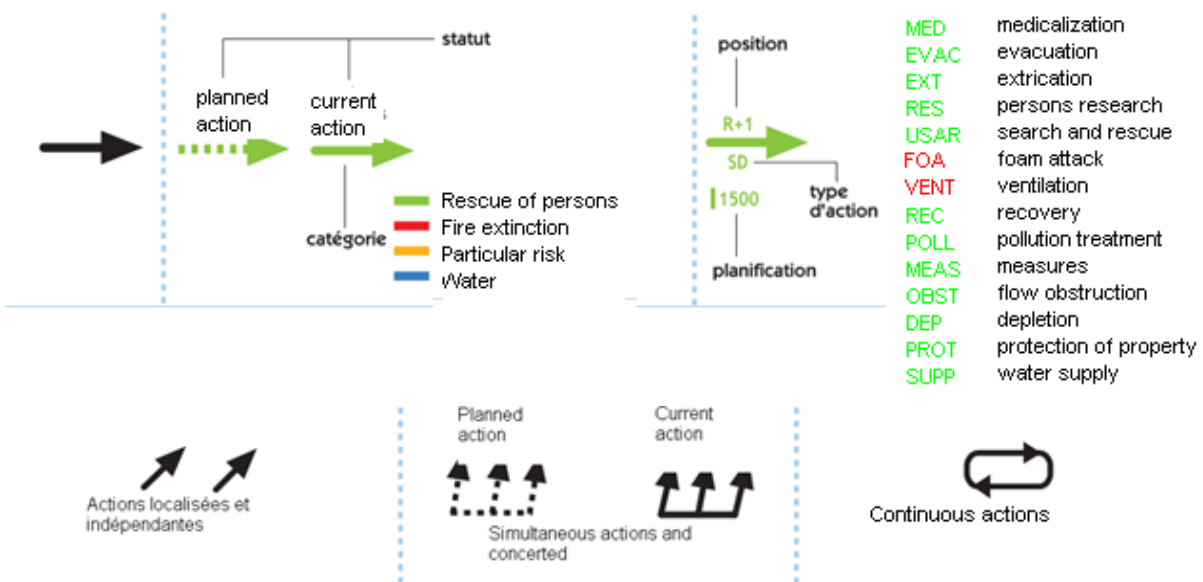 statut
planned
action
current
action
catégorie
Rescue of persons
Fire extinction
Particular risk
Water
position
R+1
SD
1500
type
d'action
planification
MED medicalization
EVAC evacuation
EXT extrication
RES persons research
USAR search and rescue
FOA foam attack
VENT ventilation
REC recovery
POLL pollution treatment
MEAS measures
OBST flow obstruction
DEP depletion
PROT protection of property
SUPP water supply
Actions localisées et
indépendantes
Planned
action
Current
action
Simultaneous actions and
concerted
Continuous actions